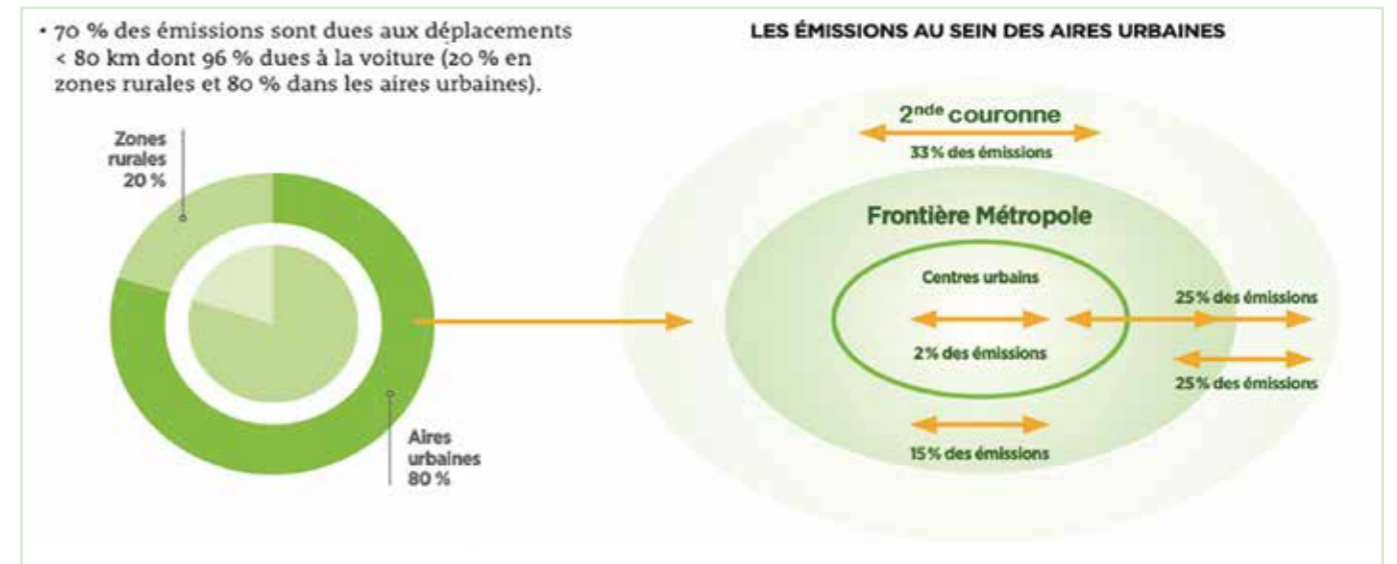 • 70 % des émissions sont dues aux déplacements
< 80 km dont 96 % dues à la voiture (20 % en
zones rurales et 80 % dans les aires urbaines).
Zones
rurales
20 %
Aires
urbaines
80 %
LES ÉMISSIONS AU SEIN DES AIRES URBAINES
2nde couronne
33 % des émissions
Frontière Métropole
Centres urbains
2 % des émissions
25 % des émissions
25 % des émissions
15 % des émissions